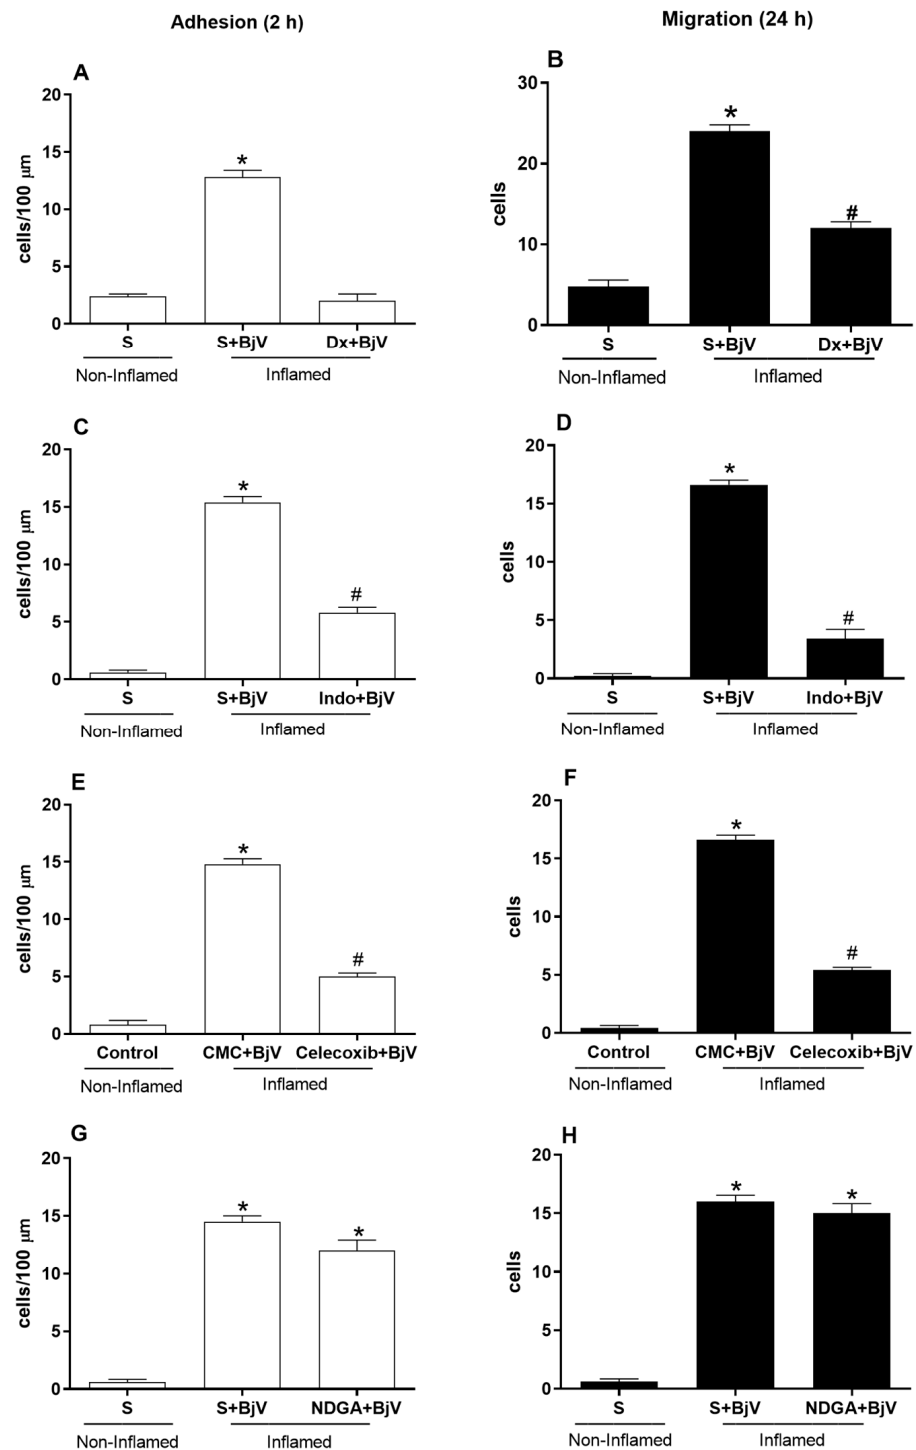 Adhesion (2 h)
Migration (24 h)
A
cells/100 μm
20
15
10
5
0
*
S
S+BjV
Dx+BjV
Non-Inflamed
Inflamed
B
cells
30
20
10
0
*
#
S
S+BjV
Dx+BjV
Non-Inflamed
Inflamed
C
cells/100 μm
20
15
10
5
0
*
#
S
S+BjV
Indo+BjV
Non-Inflamed
Inflamed
D
cells
20
15
10
5
0
*
#
S
S+BjV
Indo+BjV
Non-Inflamed
Inflamed
E
cells/100 μm
20
15
10
5
0
*
#
Control
CMC+BjV
Celecoxib+BjV
Non-Inflamed
Inflamed
F
cells
20
15
10
5
0
*
#
Control
CMC+BjV
Celecoxib+BjV
Non-Inflamed
Inflamed
G
cells/100 μm
20
15
10
5
0
*
*
S
S+BjV
NDGA+BjV
Non-Inflamed
Inflamed
H
cells
20
15
10
5
0
*
*
S
S+BjV
NDGA+BjV
Non-Inflamed
Inflamed